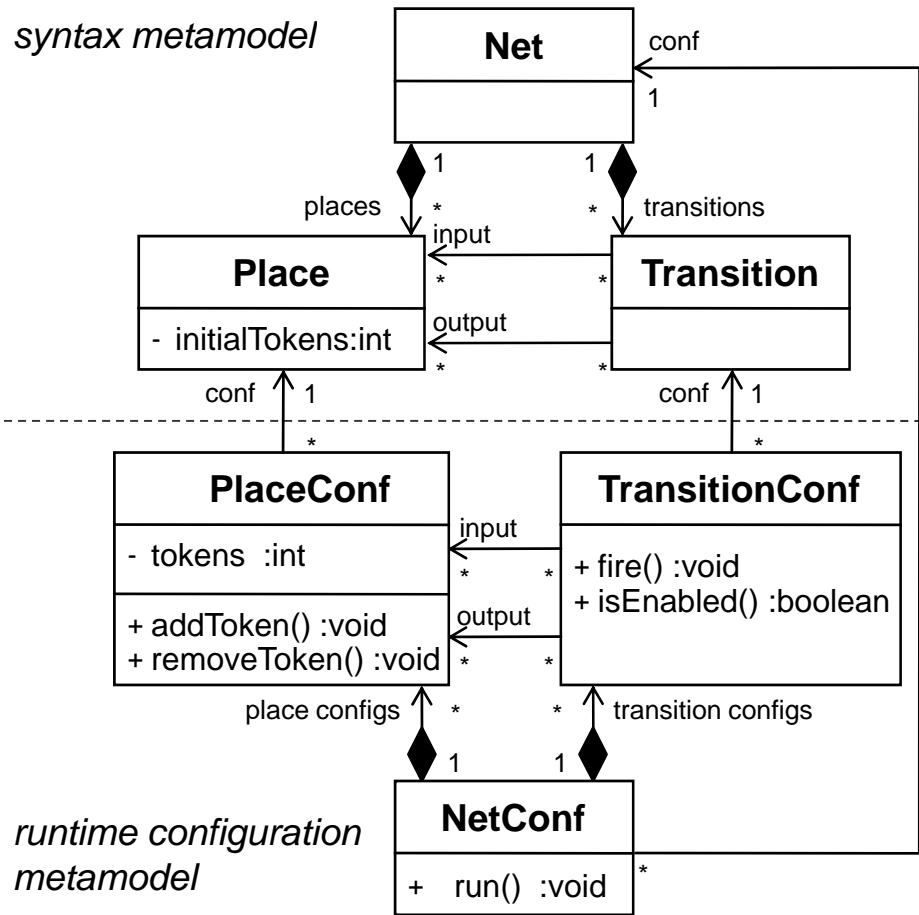 syntax metamodel
Net
conf
1
1
1
places
*
*
transitions
input
Place
Transition
*
*
- initialTokens:int
output
*
*
conf
1
conf
1
*
*
PlaceConf
TransitionConf
- tokens :int
input
*
*
+ fire() :void
+ isEnabled() :boolean
output
+ addToken() :void
+ removeToken() :void
*
*
place configs
*
*
transition configs
1
1
NetConf
runtime configuration
metamodel
+ run() :void
*